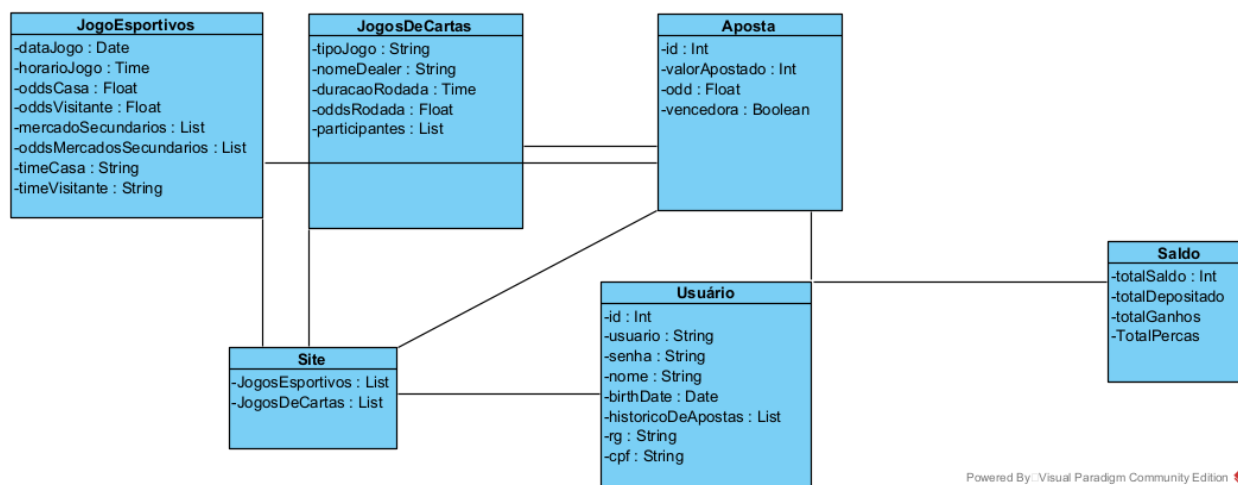 JogoEsportivos
-dataJogo : Date
-horarioJogo : Time
-oddsCasa : Float
-oddsVisitante : Float
-mercadoSecundarios : List
-oddsMercadosSecundarios : List
-timeCasa : String
-timeVisitante : String
JogosDeCartas
-tipoJogo : String
-nomeDealer : String
-duracaoRodada : Time
-oddsRodada : Float
-participantes : List
Aposta
-id : Int
-valorApostado : Int
-odd : Float
-vencedora : Boolean
Saldo
-totalSaldo : Int
-totalDepositado
-totalGanhos
-TotalPercas
Usuário
-id : Int
-usuario : String
-senha : String
-nome : String
-birthDate : Date
-historicoDeApostas : List
-rg : String
-cpf : String
Site
-JogosEsportivos : List
-JogosDeCartas : List
Powered By Visual Paradigm Community Edition